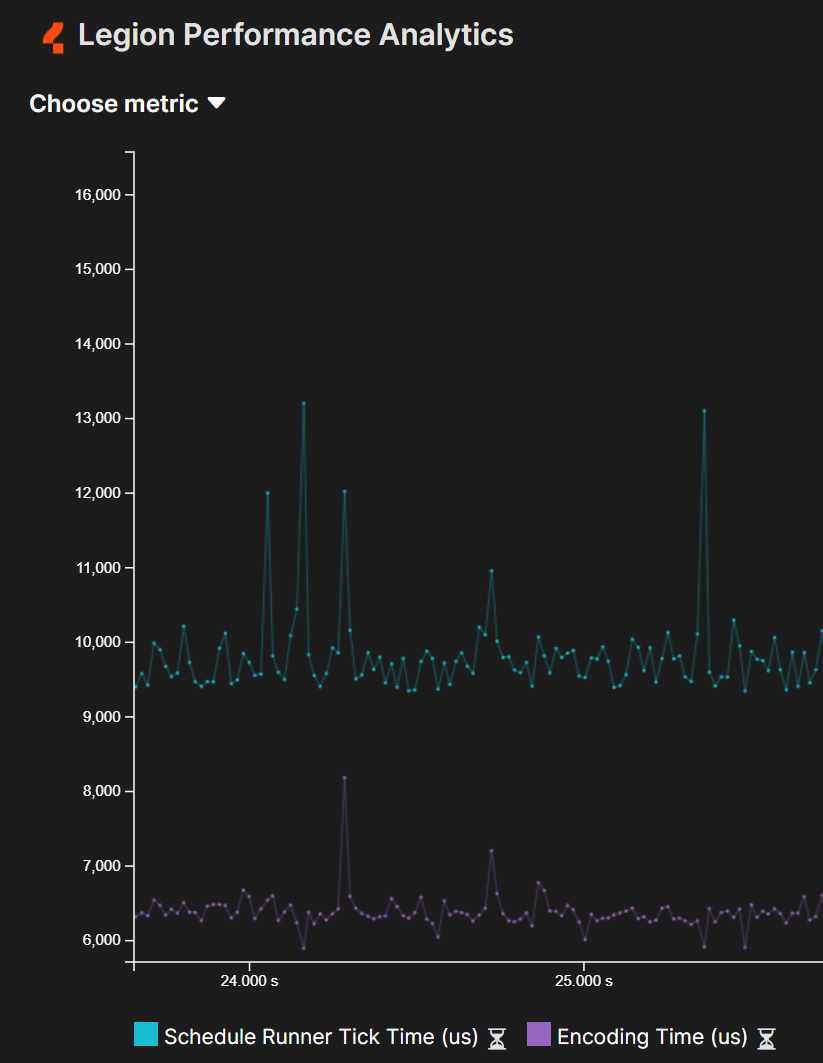 Legion Performance Analytics
Choose metric
16,000
15,000
14,000
13,000
12,000
11,000
10,000
9,000
8,000
7,000
6,000
24.000 s 25.000 s
Schedule Runner Tick Time (us) Encoding Time (us)